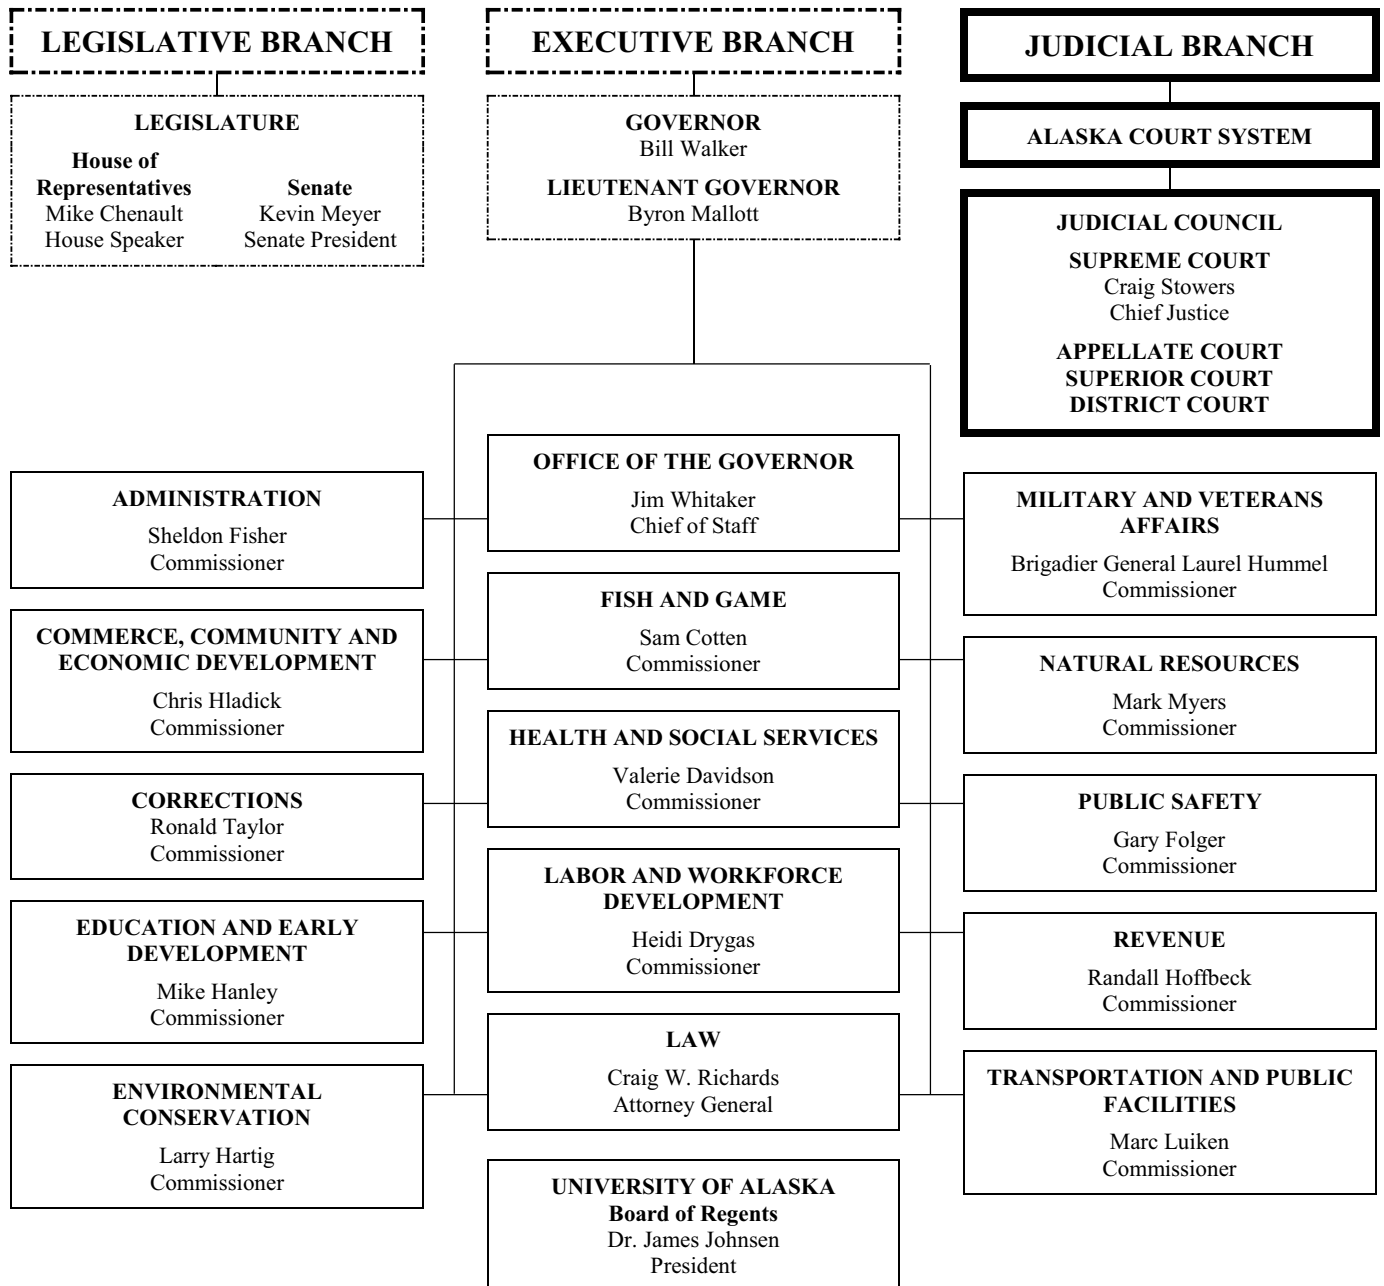 LEGISLATIVE BRANCH
LEGISLATURE
House of
Representatives
Mike Chenault
House Speaker
Senate
Kevin Meyer
Senate President
EXECUTIVE BRANCH
GOVERNOR
Bill Walker
LIEUTENANT GOVERNOR
Byron Mallott
JUDICIAL BRANCH
ALASKA COURT SYSTEM
JUDICIAL COUNCIL
SUPREME COURT
Craig Stowers
Chief Justice
APPELLATE COURT
SUPERIOR COURT
DISTRICT COURT
ADMINISTRATION
Sheldon Fisher
Commissioner
COMMERCE, COMMUNITY AND
ECONOMIC DEVELOPMENT
Chris Hladick
Commissioner
CORRECTIONS
Ronald Taylor
Commissioner
EDUCATION AND EARLY
DEVELOPMENT
Mike Hanley
Commissioner
ENVIRONMENTAL
CONSERVATION
Larry Hartig
Commissioner
OFFICE OF THE GOVERNOR
Jim Whitaker
Chief of Staff
FISH AND GAME
Sam Cotten
Commissioner
HEALTH AND SOCIAL SERVICES
Valerie Davidson
Commissioner
LABOR AND WORKFORCE
DEVELOPMENT
Heidi Drygas
Commissioner
LAW
Craig W. Richards
Attorney General
UNIVERSITY OF ALASKA
Board of Regents
Dr. James Johnsen
President
MILITARY AND VETERANS
AFFAIRS
Brigadier General Laurel Hummel
Commissioner
NATURAL RESOURCES
Mark Myers
Commissioner
PUBLIC SAFETY
Gary Folger
Commissioner
REVENUE
Randall Hoffbeck
Commissioner
TRANSPORTATION AND PUBLIC
FACILITIES
Marc Luiken
Commissioner